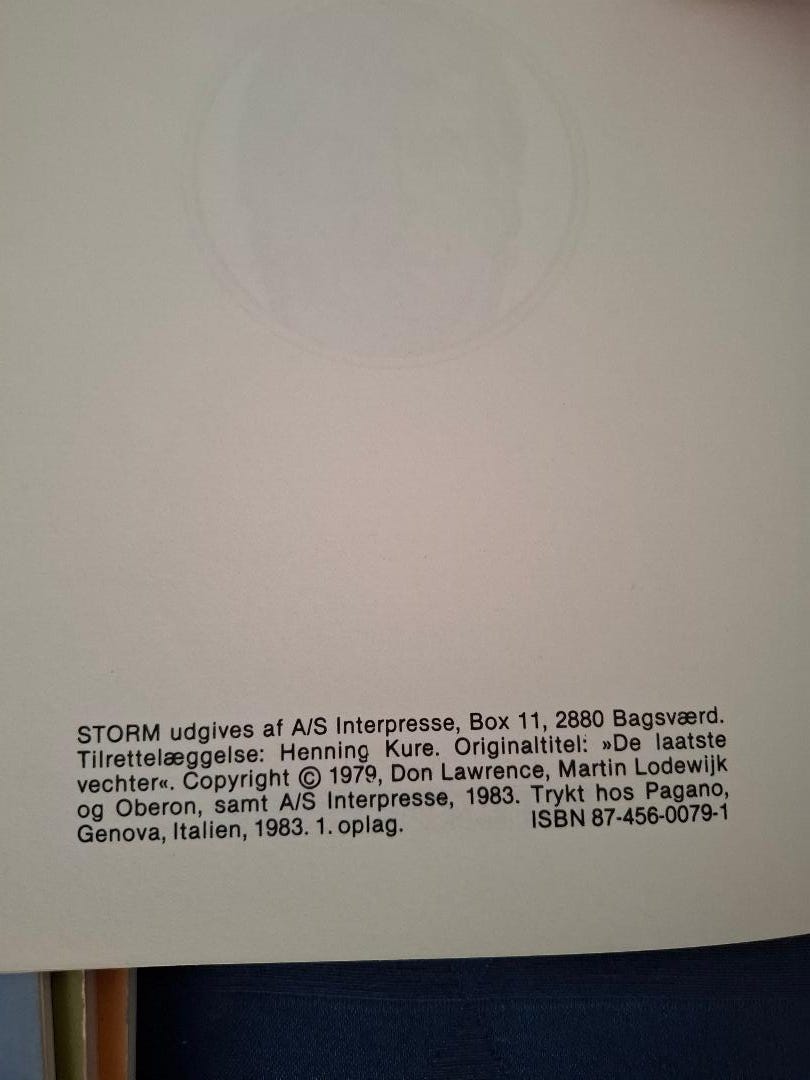 STORM udgives af A/S Interpresse, Box 11, 2880 Bagsværd.
Tilrettelæggelse: Henning Kure. Originaltitel: »De laatste
vechter«. Copyright © 1979, Don Lawrence, Martin Lodewijk
og Oberon, samt A/S Interpresse, 1983. Trykt hos Pagano,
Genova, Italien, 1983. 1. oplag. ISBN 87-456-0079-1